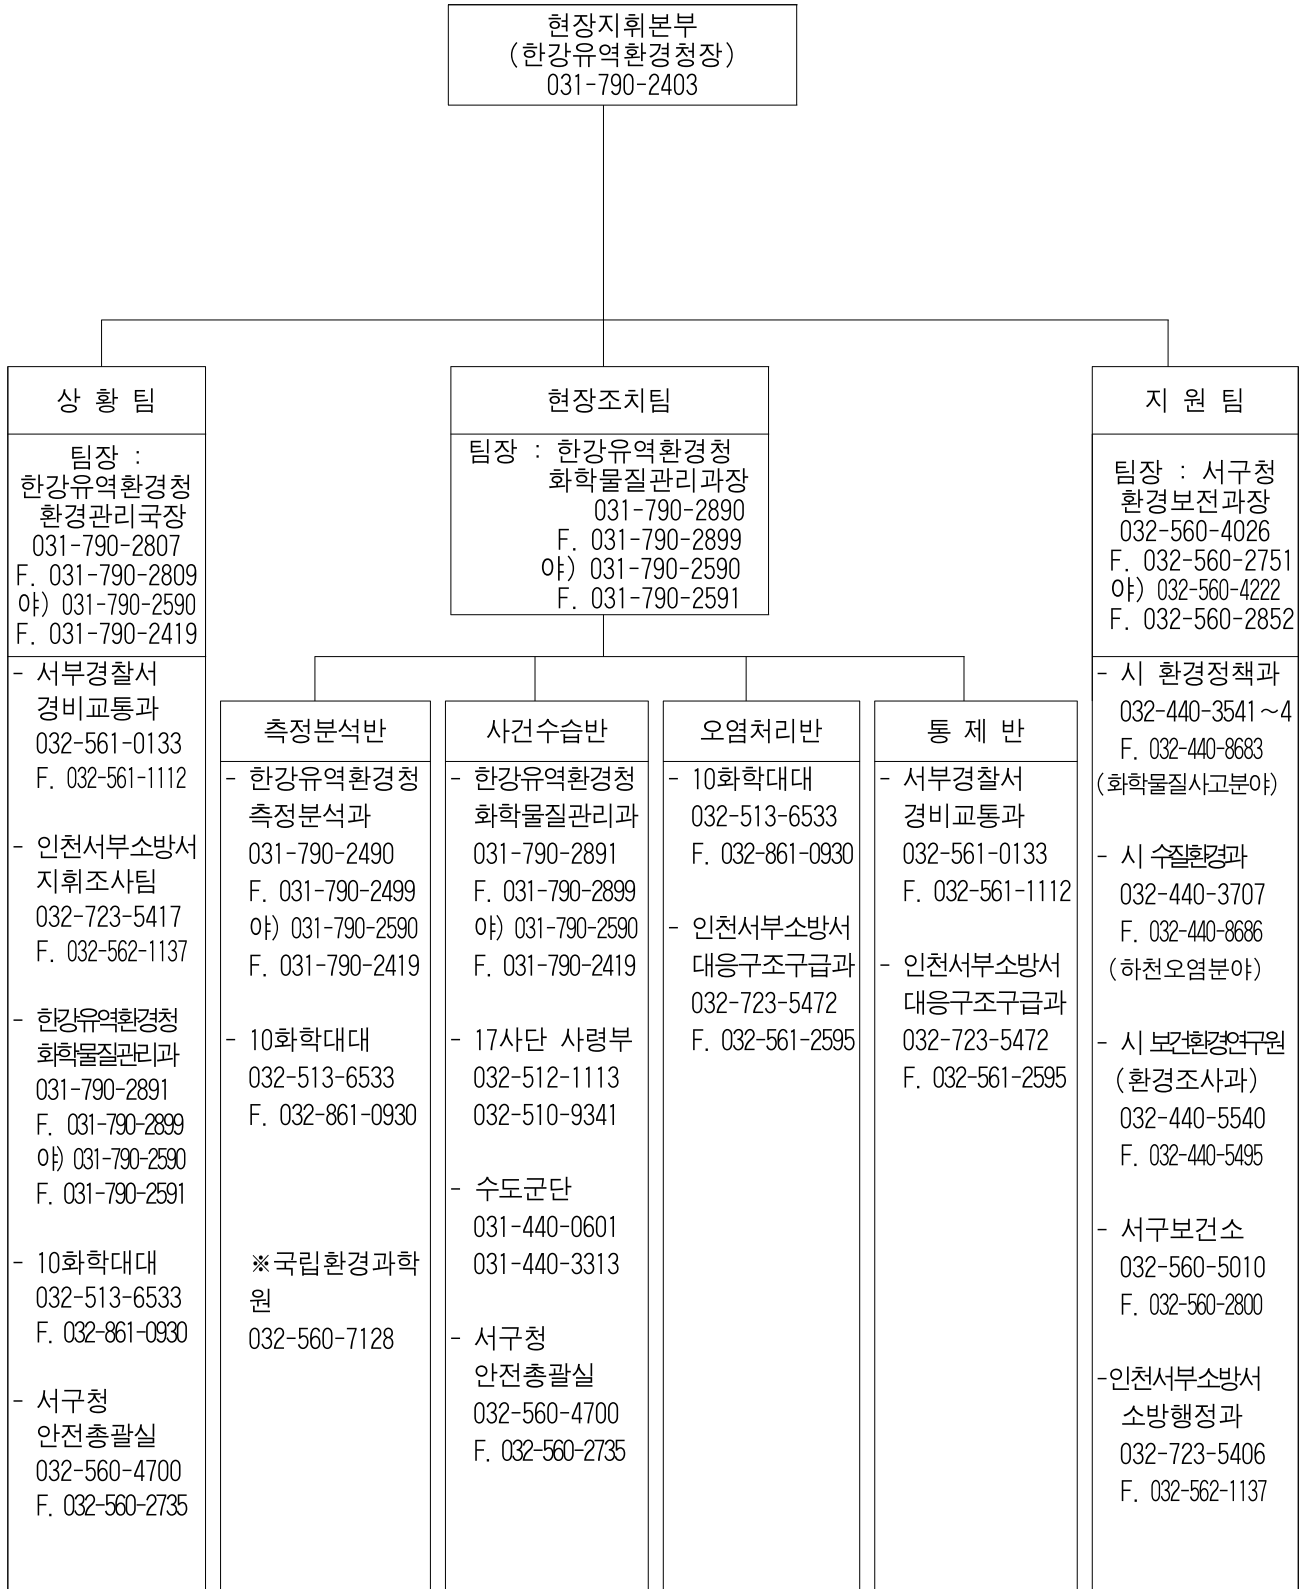 현장지휘본부
(한강유역환경청장)
031-790-2403
상 황 팀
팀장 :
한강유역환경청
환경관리국장
031-790-2807
F. 031-790-2809
야) 031-790-2590
F. 031-790-2419
- 서부경찰서
경비교통과
032-561-0133
F. 032-561-1112
- 인천서부소방서
지휘조사팀
032-723-5417
F. 032-562-1137
- 한강유역환경청
화학물질관리과
031-790-2891
F. 031-790-2899
야) 031-790-2590
F. 031-790-2591
- 10화학대대
032-513-6533
F. 032-861-0930
- 서구청
안전총괄실
032-560-4700
F. 032-560-2735
현장조치팀
팀장 : 한강유역환경청
화학물질관리과장
031-790-2890
F. 031-790-2899
야) 031-790-2590
F. 031-790-2591
측정분석반
- 한강유역환경청
측정분석과
031-790-2490
F. 031-790-2499
야) 031-790-2590
F. 031-790-2419
- 10화학대대
032-513-6533
F. 032-861-0930
※국립환경과학
원
032-560-7128
사건수습반
- 한강유역환경청
화학물질관리과
031-790-2891
F. 031-790-2899
야) 031-790-2590
F. 031-790-2419
- 17사단 사령부
032-512-1113
032-510-9341
- 수도군단
031-440-0601
031-440-3313
- 서구청
안전총괄실
032-560-4700
F. 032-560-2735
오염처리반
- 10화학대대
032-513-6533
F. 032-861-0930
- 인천서부소방서
대응구조구급과
032-723-5472
F. 032-561-2595
통 제 반
- 서부경찰서
경비교통과
032-561-0133
F. 032-561-1112
- 인천서부소방서
대응구조구급과
032-723-5472
F. 032-561-2595
지 원 팀
팀장 : 서구청
환경보전과장
032-560-4026
F. 032-560-2751
야) 032-560-4222
F. 032-560-2852
- 시 환경정책과
032-440-3541~4
F. 032-440-8683
(화학물질사고분야)
- 시 수질환경과
032-440-3707
F. 032-440-8686
(하천오염분야)
- 시 보건환경연구원
(환경조사과)
032-440-5540
F. 032-440-5495
- 서구보건소
032-560-5010
F. 032-560-2800
-인천서부소방서
소방행정과
032-723-5406
F. 032-562-1137